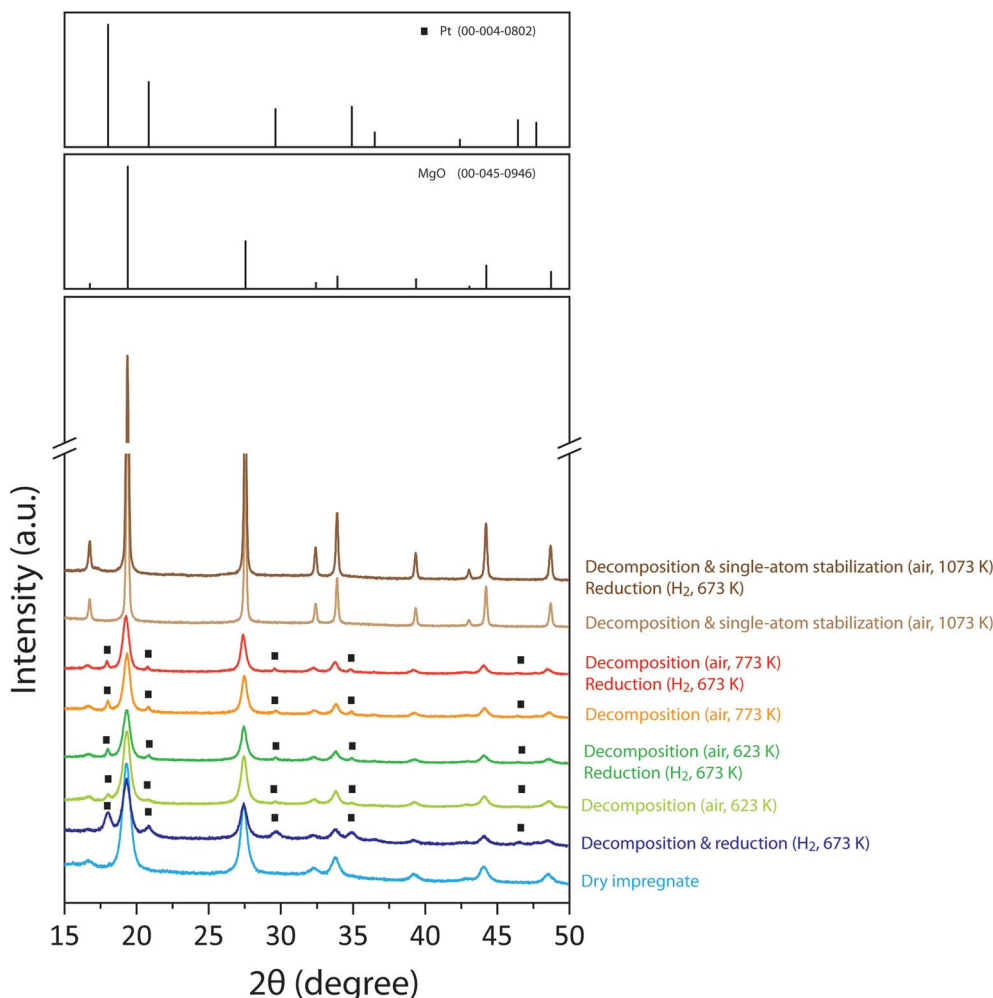 ■ Pt (00-004-0802)
MgO (00-045-0946)
Intensity (a.u.)
Decomposition & single-atom stabilization (air, 1073 K)
Reduction (H₂, 673 K)
Decomposition & single-atom stabilization (air, 1073 K)
Decomposition (air, 773 K)
Reduction (H₂, 673 K)
Decomposition (air, 773 K)
Decomposition (air, 623 K)
Reduction (H₂, 673 K)
Decomposition (air, 623 K)
Decomposition & reduction (H₂, 673 K)
Dry impregnate
15 20 25 30 35 40 45 50
2θ (degree)